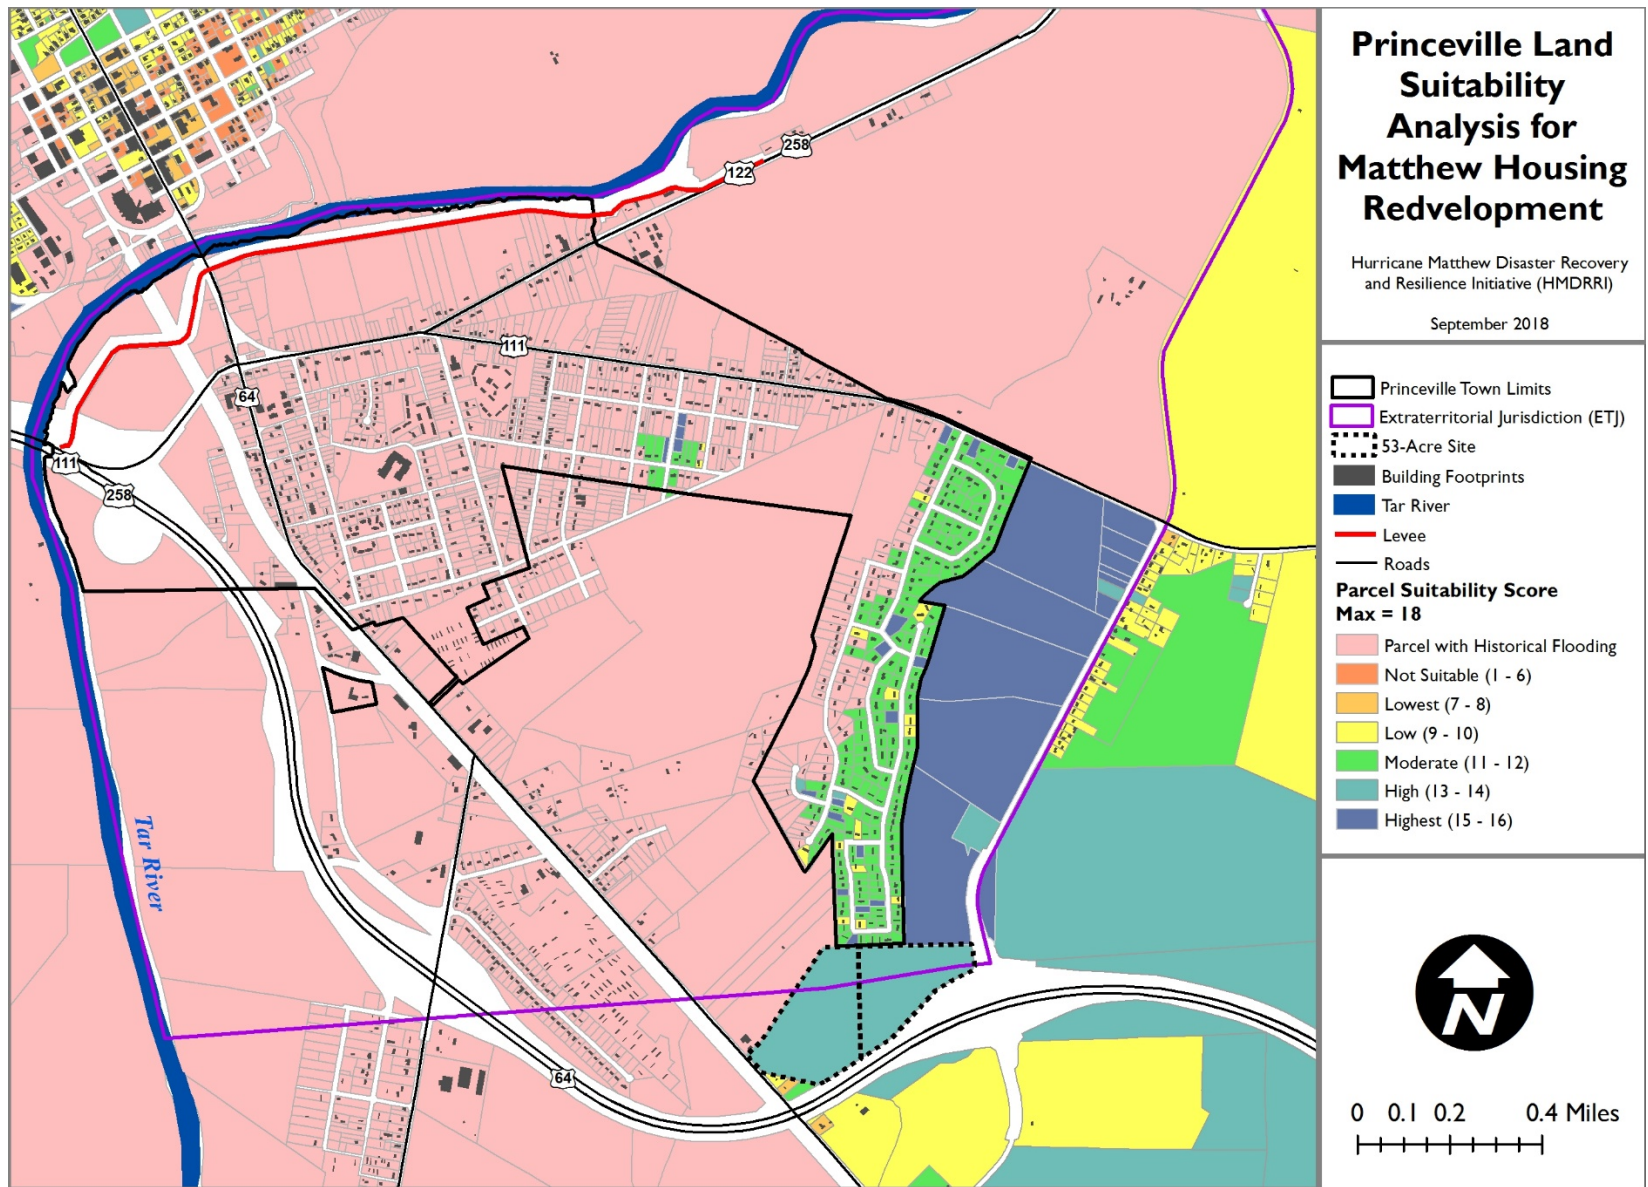 Princeville Land
Suitability
Analysis for
Matthew Housing
Redvelopment
Hurricane Matthew Disaster Recovery
and Resilience Initiative (HMDRRI)
September 2018
Princeville Town Limits
Extraterritorial Jurisdiction (ETJ)
53-Acre Site
Building Footprints
Tar River
Levee
Roads
Parcel Suitability Score
Max = 18
Parcel with Historical Flooding
Not Suitable (1 - 6)
Lowest (7 - 8)
Low (9 - 10)
Moderate (11 - 12)
High (13 - 14)
Highest (15 - 16)
N
0 0.1 0.2 0.4 Miles
258
122
111
64
111
258
Tar River
64